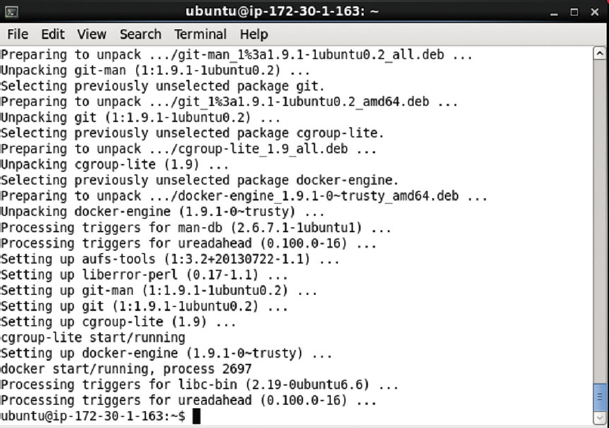 ubuntu@ip-172-30-1-163: ~
File Edit View Search Terminal Help
Preparing to unpack .../git-man_1%3a1.9.1-1ubuntu0.2_all.deb ...
Unpacking git-man (1:1.9.1-1ubuntu0.2) ...
Selecting previously unselected package git.
Preparing to unpack .../git_1%3a1.9.1-1ubuntu0.2_amd64.deb ...
Unpacking git (1:1.9.1-1ubuntu0.2) ...
Selecting previously unselected package cgroup-lite.
Preparing to unpack .../cgroup-lite_1.9_all.deb ...
Unpacking cgroup-lite (1.9) ...
Selecting previously unselected package docker-engine.
Preparing to unpack .../docker-engine_1.9.1-0~trusty_amd64.deb ...
Unpacking docker-engine (1.9.1-0~trusty) ...
Processing triggers for man-db (2.6.7.1-1ubuntu1) ...
Processing triggers for ureadahead (0.100.0-16) ...
Setting up aufs-tools (1:3.2+20130722-1.1) ...
Setting up liberror-perl (0.17-1.1) ...
Setting up git-man (1:1.9.1-1ubuntu0.2) ...
Setting up git (1:1.9.1-1ubuntu0.2) ...
Setting up cgroup-lite (1.9) ...
cgroup-lite start/running
Setting up docker-engine (1.9.1-0~trusty) ...
docker start/running, process 2697
Processing triggers for libc-bin (2.19-0ubuntu6.6) ...
Processing triggers for ureadahead (0.100.0-16) ...
ubuntu@ip-172-30-1-163:~$